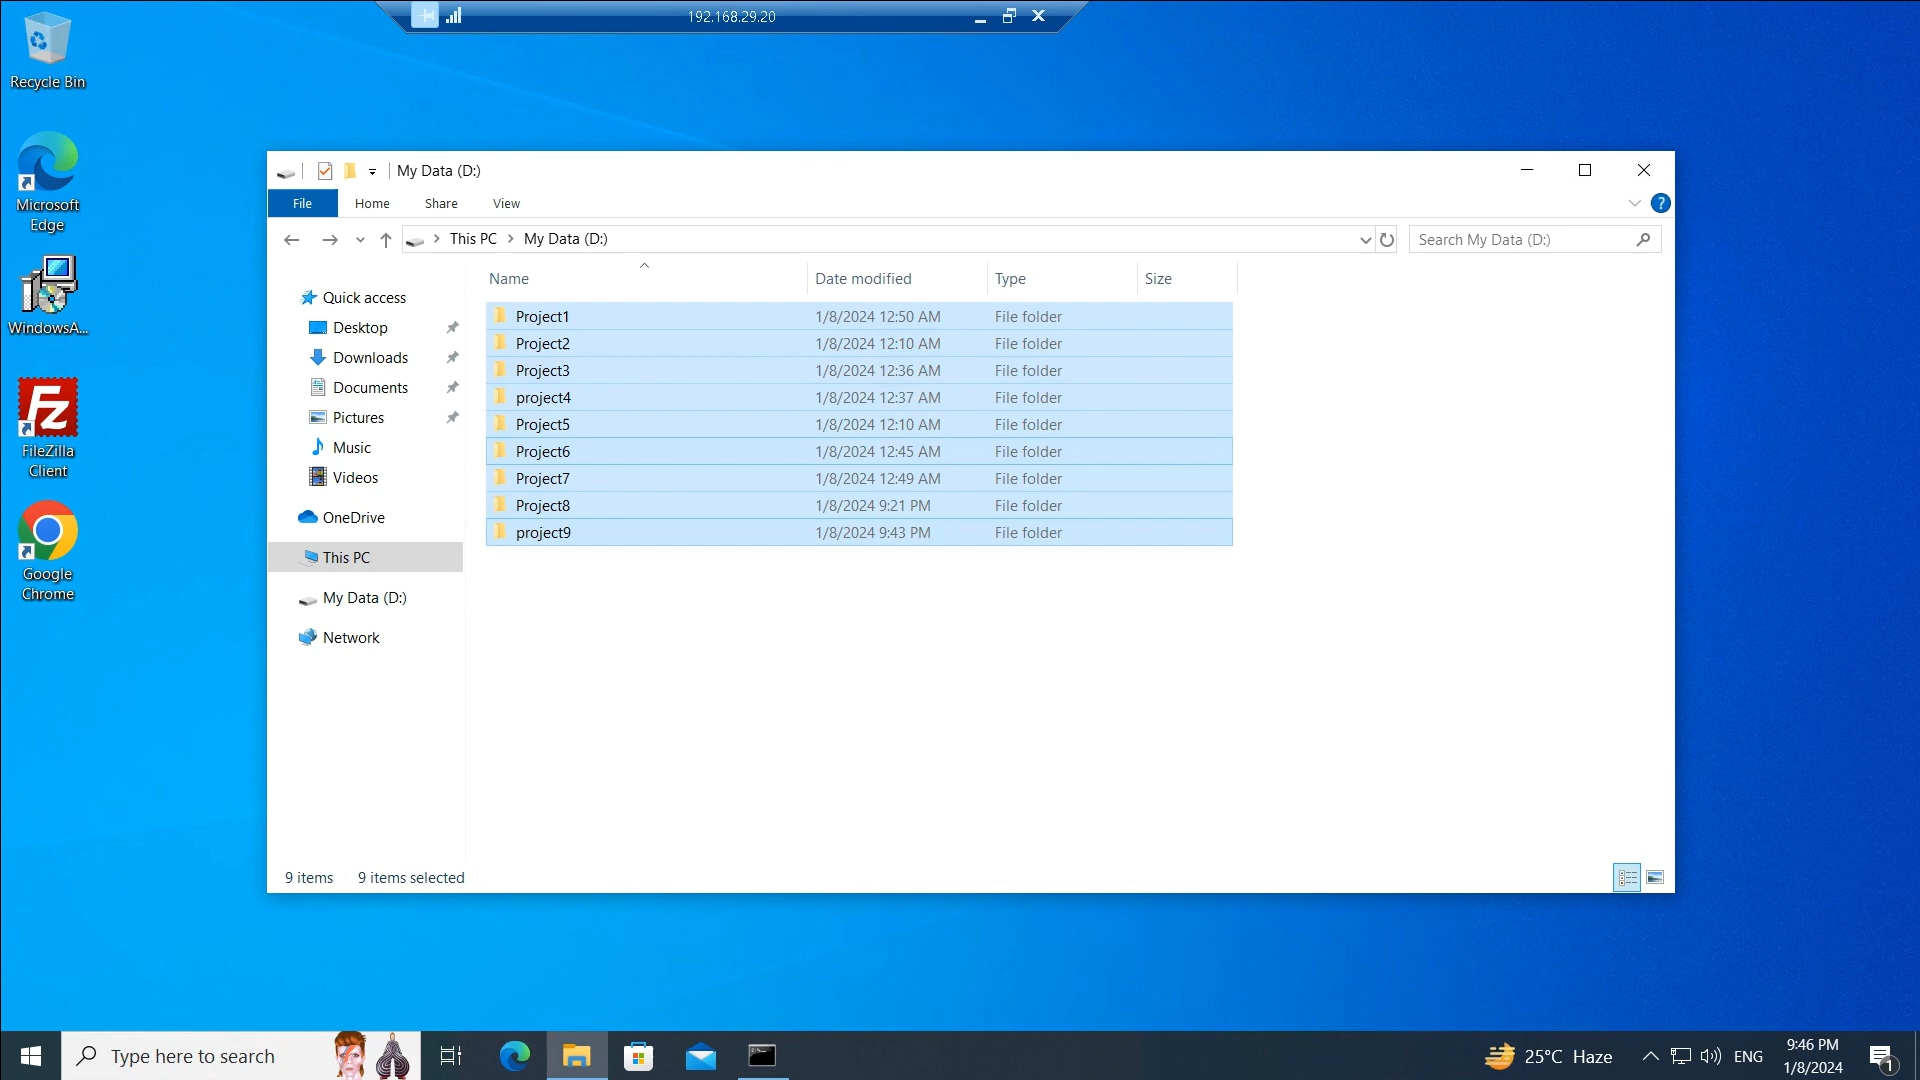 192.168.29.20
Recycle Bin
Microsoft
Edge
WindowsA...
FileZilla
Client
Google
Chrome
My Data (D:)
File
Home
Share
View
?
This PC
My Data (D:)
Search My Data (D:)
Quick access
Desktop
Downloads
Documents
Pictures
Music
Videos
OneDrive
This PC
My Data (D:)
Network
Name Date modified Type Size
Project1 1/8/2024 12:50 AM File folder
Project2 1/8/2024 12:10 AM File folder
Project3 1/8/2024 12:36 AM File folder
project4 1/8/2024 12:37 AM File folder
Project5 1/8/2024 12:10 AM File folder
Project6 1/8/2024 12:45 AM File folder
Project7 1/8/2024 12:49 AM File folder
Project8 1/8/2024 9:21 PM File folder
project9 1/8/2024 9:43 PM File folder
9 items 9 items selected
Type here to search
25°C Haze
ENG
9:46 PM
1/8/2024
1